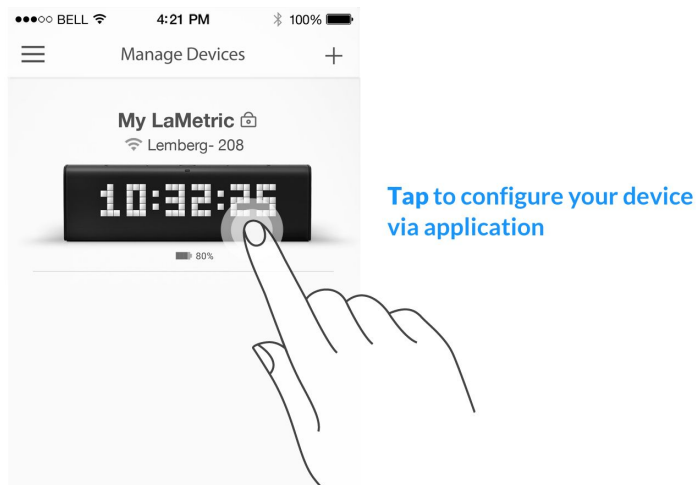 ●●●○○ BELL 4:21 PM 100%
Manage Devices
My LaMetric
Lemberg- 208
10:32:25
80%
Tap to configure your device
via application